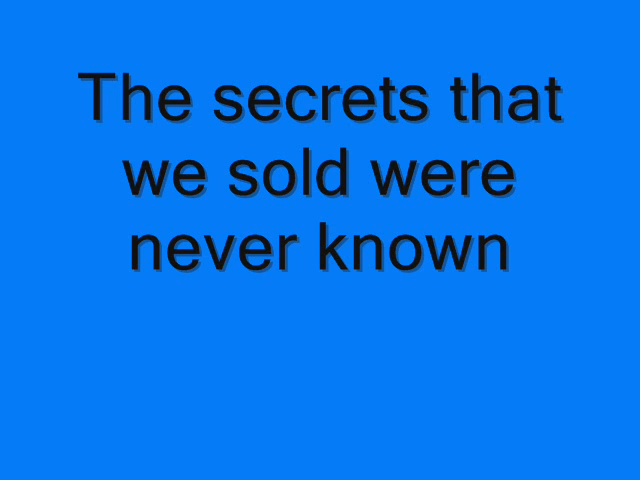 The secrets that
we sold were
never known